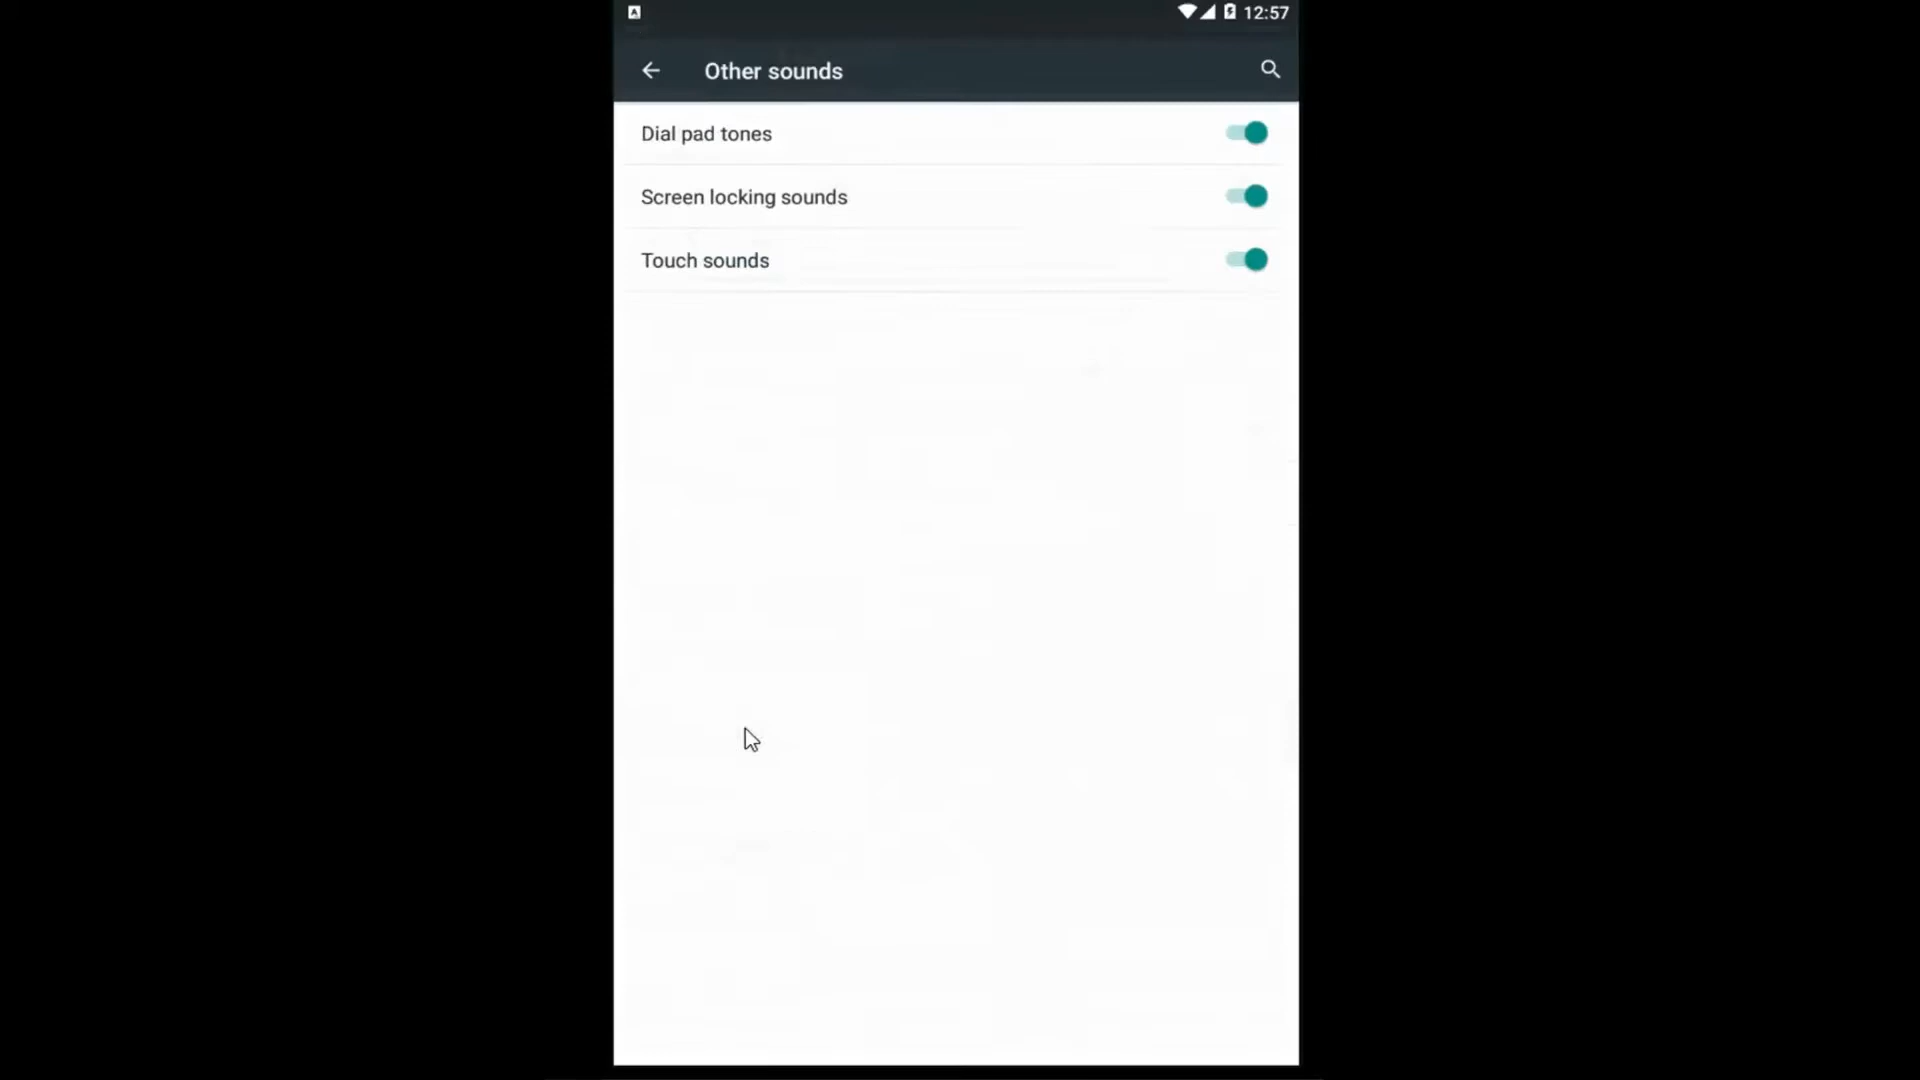 12:57
Other sounds
Dial pad tones
Screen locking sounds
Touch sounds